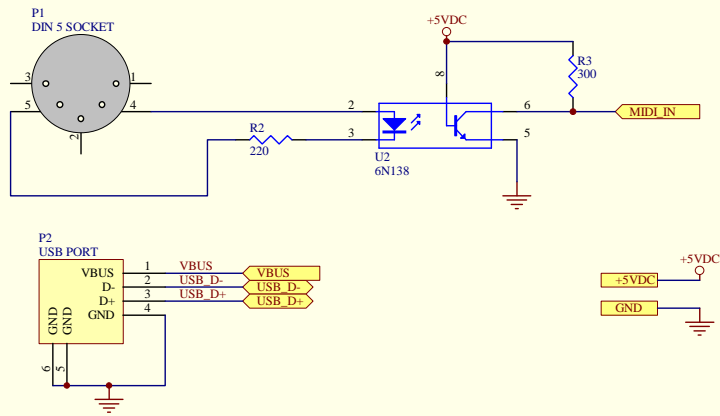 P1
DIN 5 SOCKET
3
1
5
4
2
+5VDC
8
R3
300
2
6
MIDI_IN
R2
220
3
5
U2
6N138
P2
USB PORT
VBUS
1
VBUS
VBUS
D-
2
USB_D-
USB_D-
D+
3
USB_D+
USB_D+
GND
4
GND
GND
6
5
+5VDC
+5VDC
GND